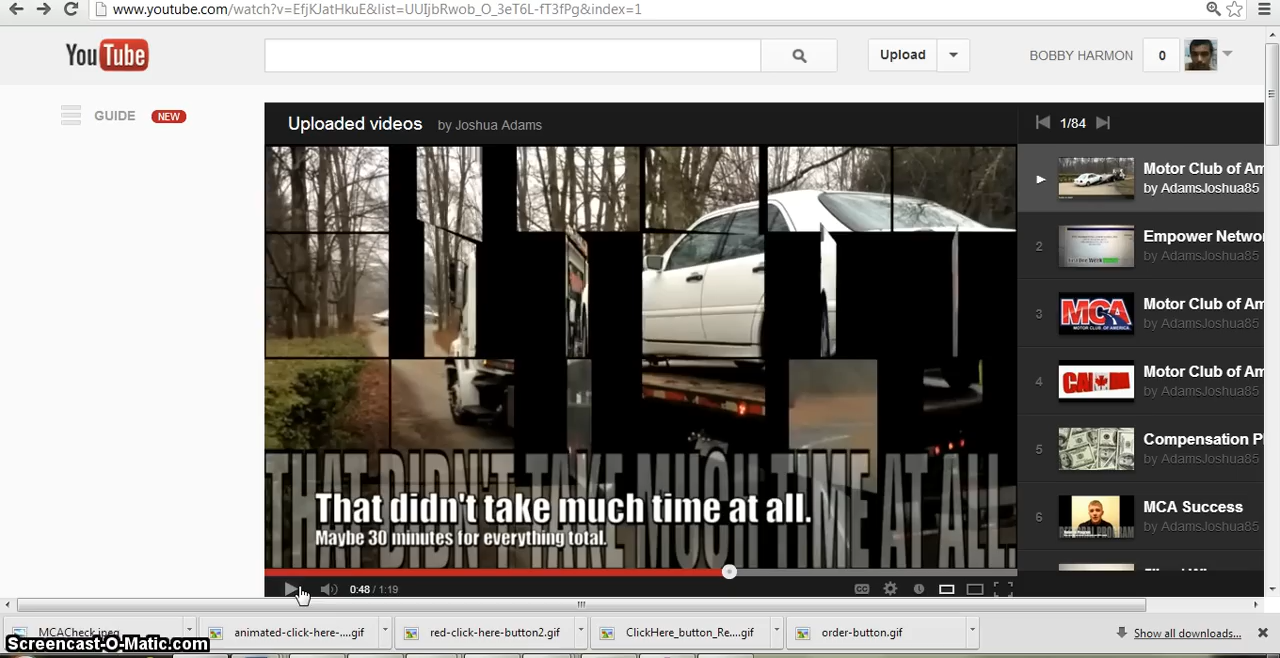 www.youtube.com/watch?v=EfjKJatHkuE&list=UUIjbRwob_O_3eT6L-fT3fPg&index=1
YouTube
Upload
BOBBY HARMON
0
GUIDE
NEW
Uploaded videos by Joshua Adams
1/84
Motor Club of Am
by AdamsJoshua85
2
Empower Networ
by AdamsJoshua85
3
MCA
MOTOR CLUB OF AMERICA
Motor Club of Am
by AdamsJoshua85
4
Motor Club of Am
by AdamsJoshua85
5
Compensation P
by AdamsJoshua85
6
MCA Success
by AdamsJoshua85
THAT DIDN'T TAKE MUCH TIME AT ALL.
That didn't take much time at all.
Maybe 30 minutes for everything total.
0:48 / 1:19
MCACheck.jpeg
animated-click-here-....gif
red-click-here-button2.gif
ClickHere_button_Re....gif
order-button.gif
Show all downloads...
Screencast-O-Matic.com